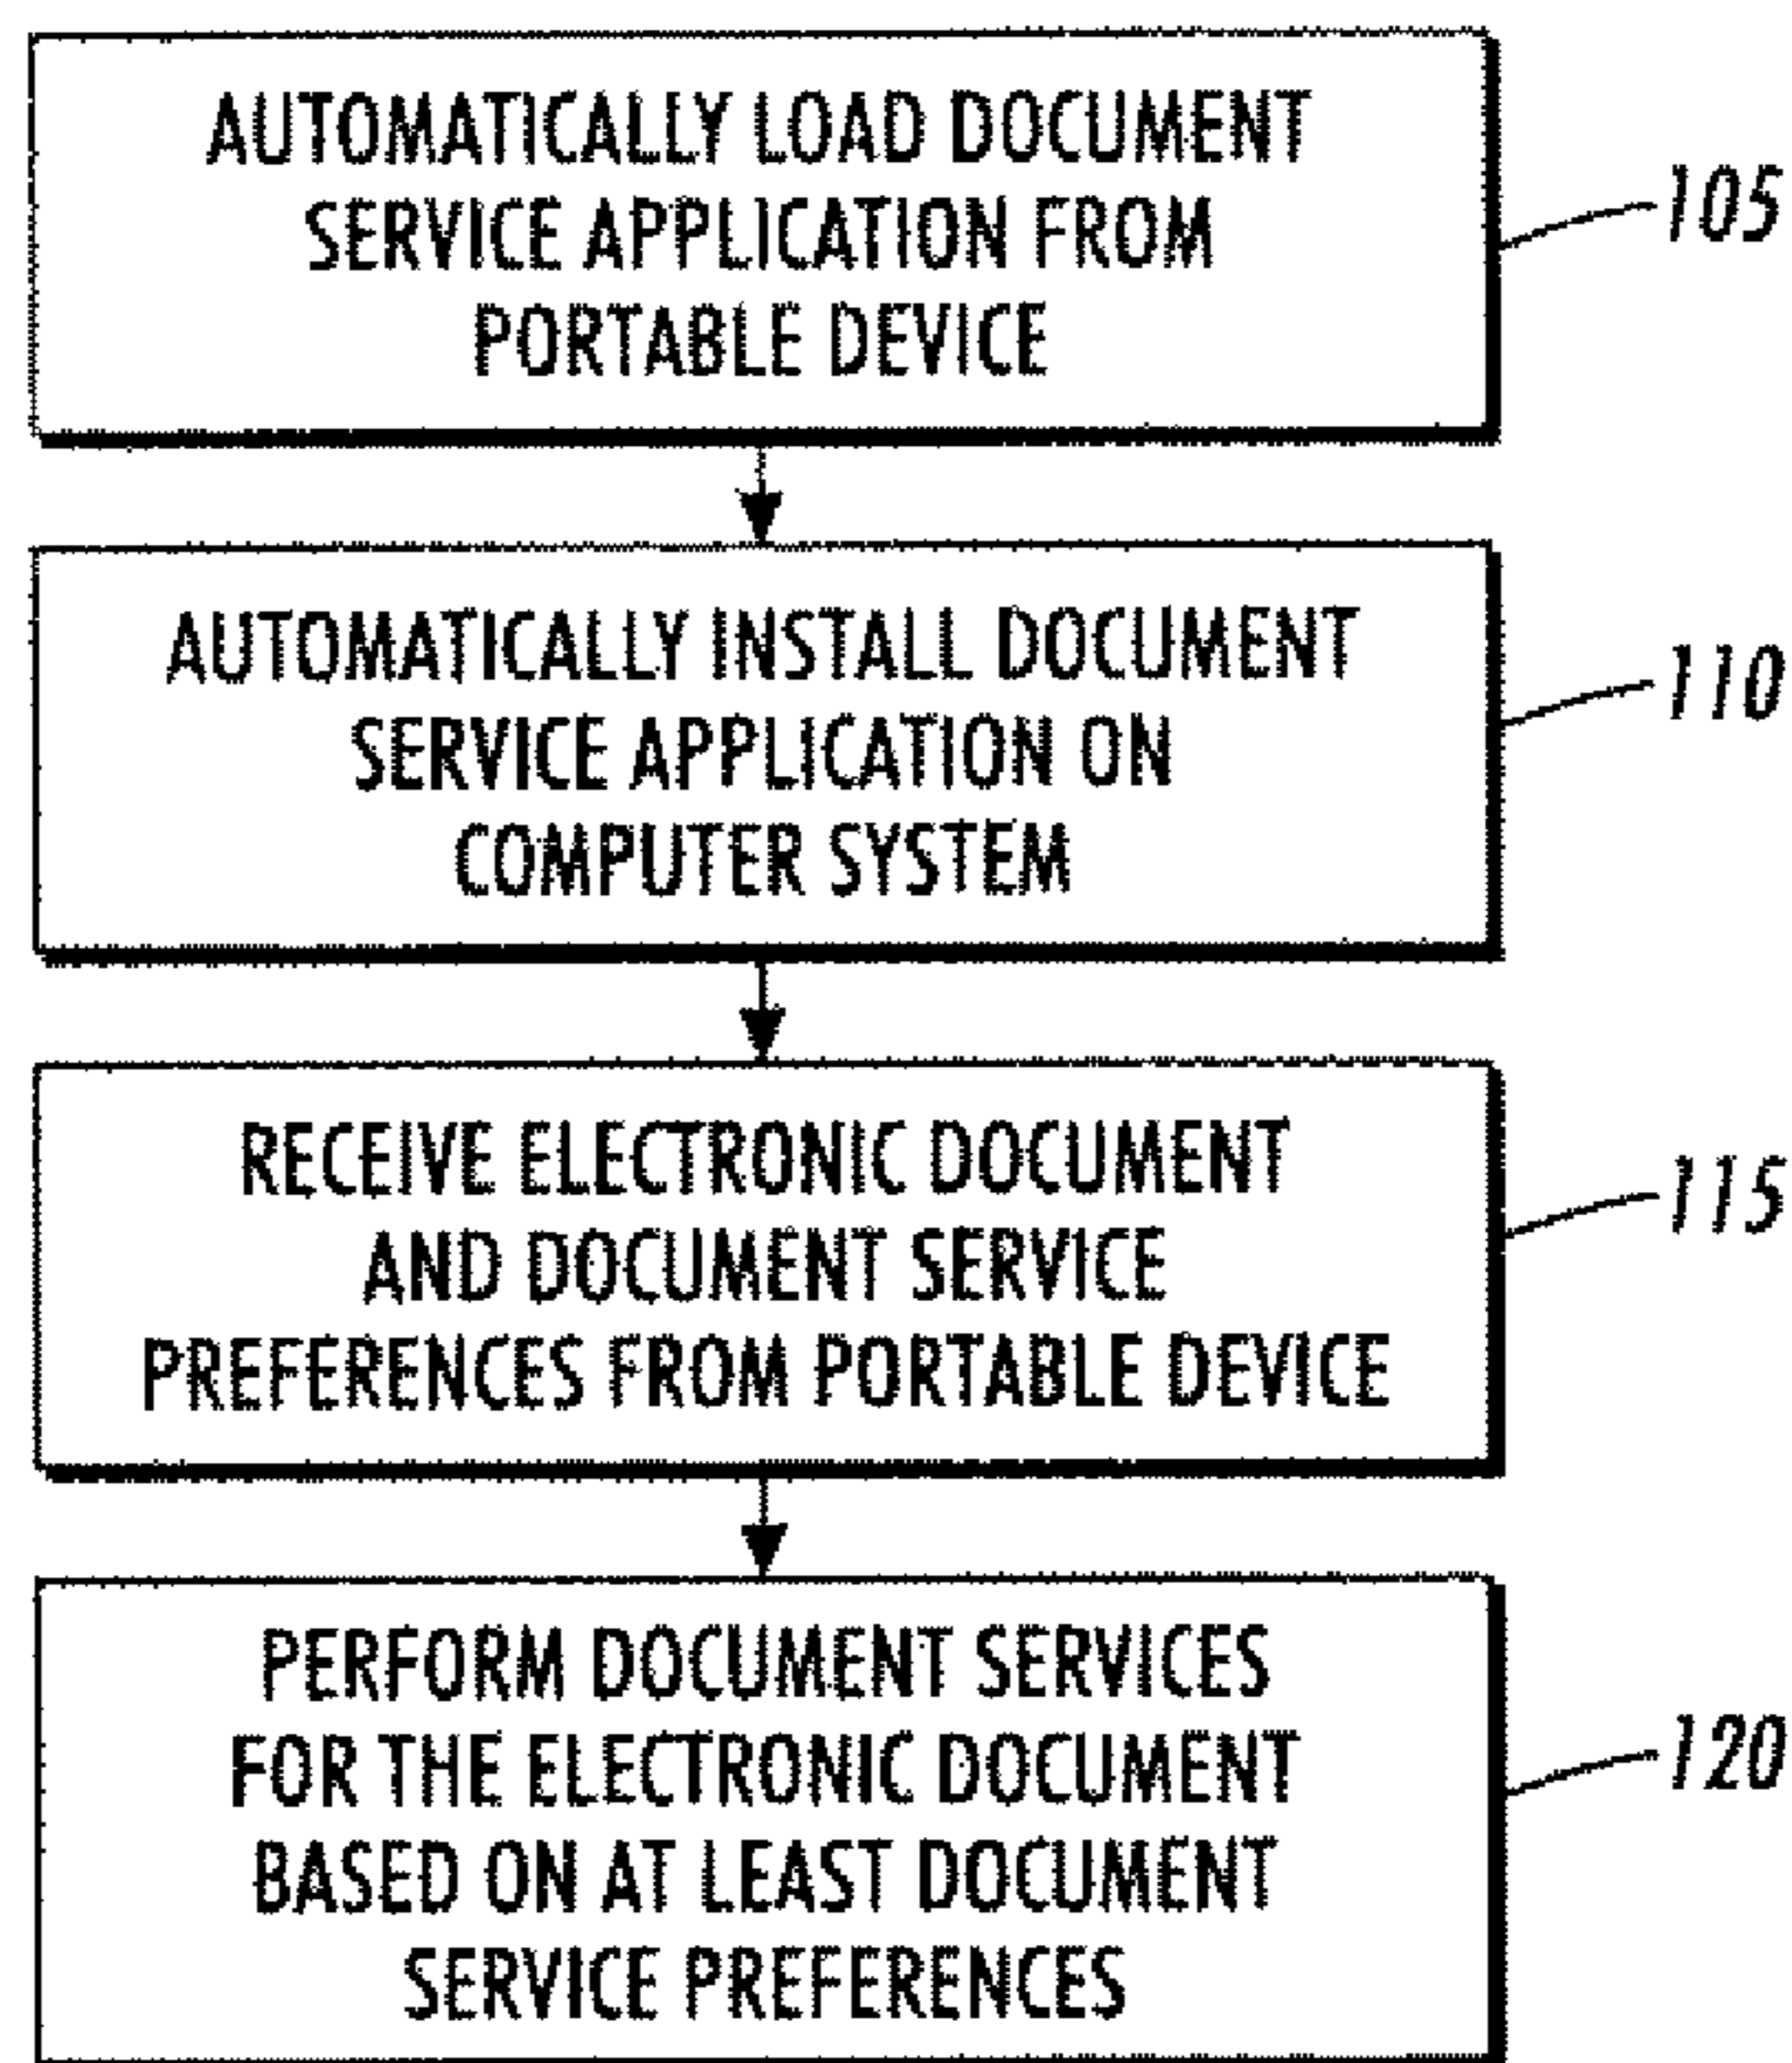 AUTOMATICALLY LOAD DOCUMENT
SERVICE APPLICATION FROM
PORTABLE DEVICE
105
AUTOMATICALLY INSTALL DOCUMENT
SERVICE APPLICATION ON
COMPUTER SYSTEM
110
RECEIVE ELECTRONIC DOCUMENT
AND DOCUMENT SERVICE
PREFERENCES FROM PORTABLE DEVICE
115
PERFORM DOCUMENT SERVICES
FOR THE ELECTRONIC DOCUMENT
BASED ON AT LEAST DOCUMENT
SERVICE PREFERENCES
120